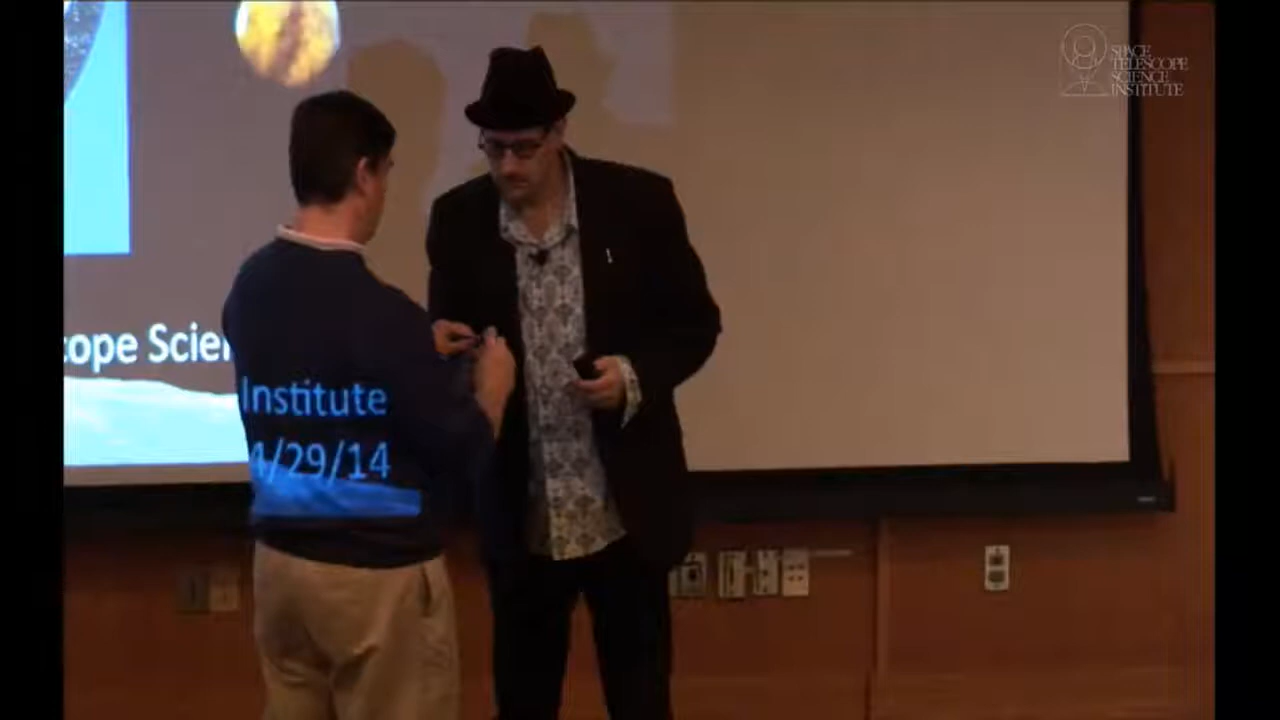 SPACE
TELESCOPE
SCIENCE
INSTITUTE
cope Scien
Institute
4/29/14